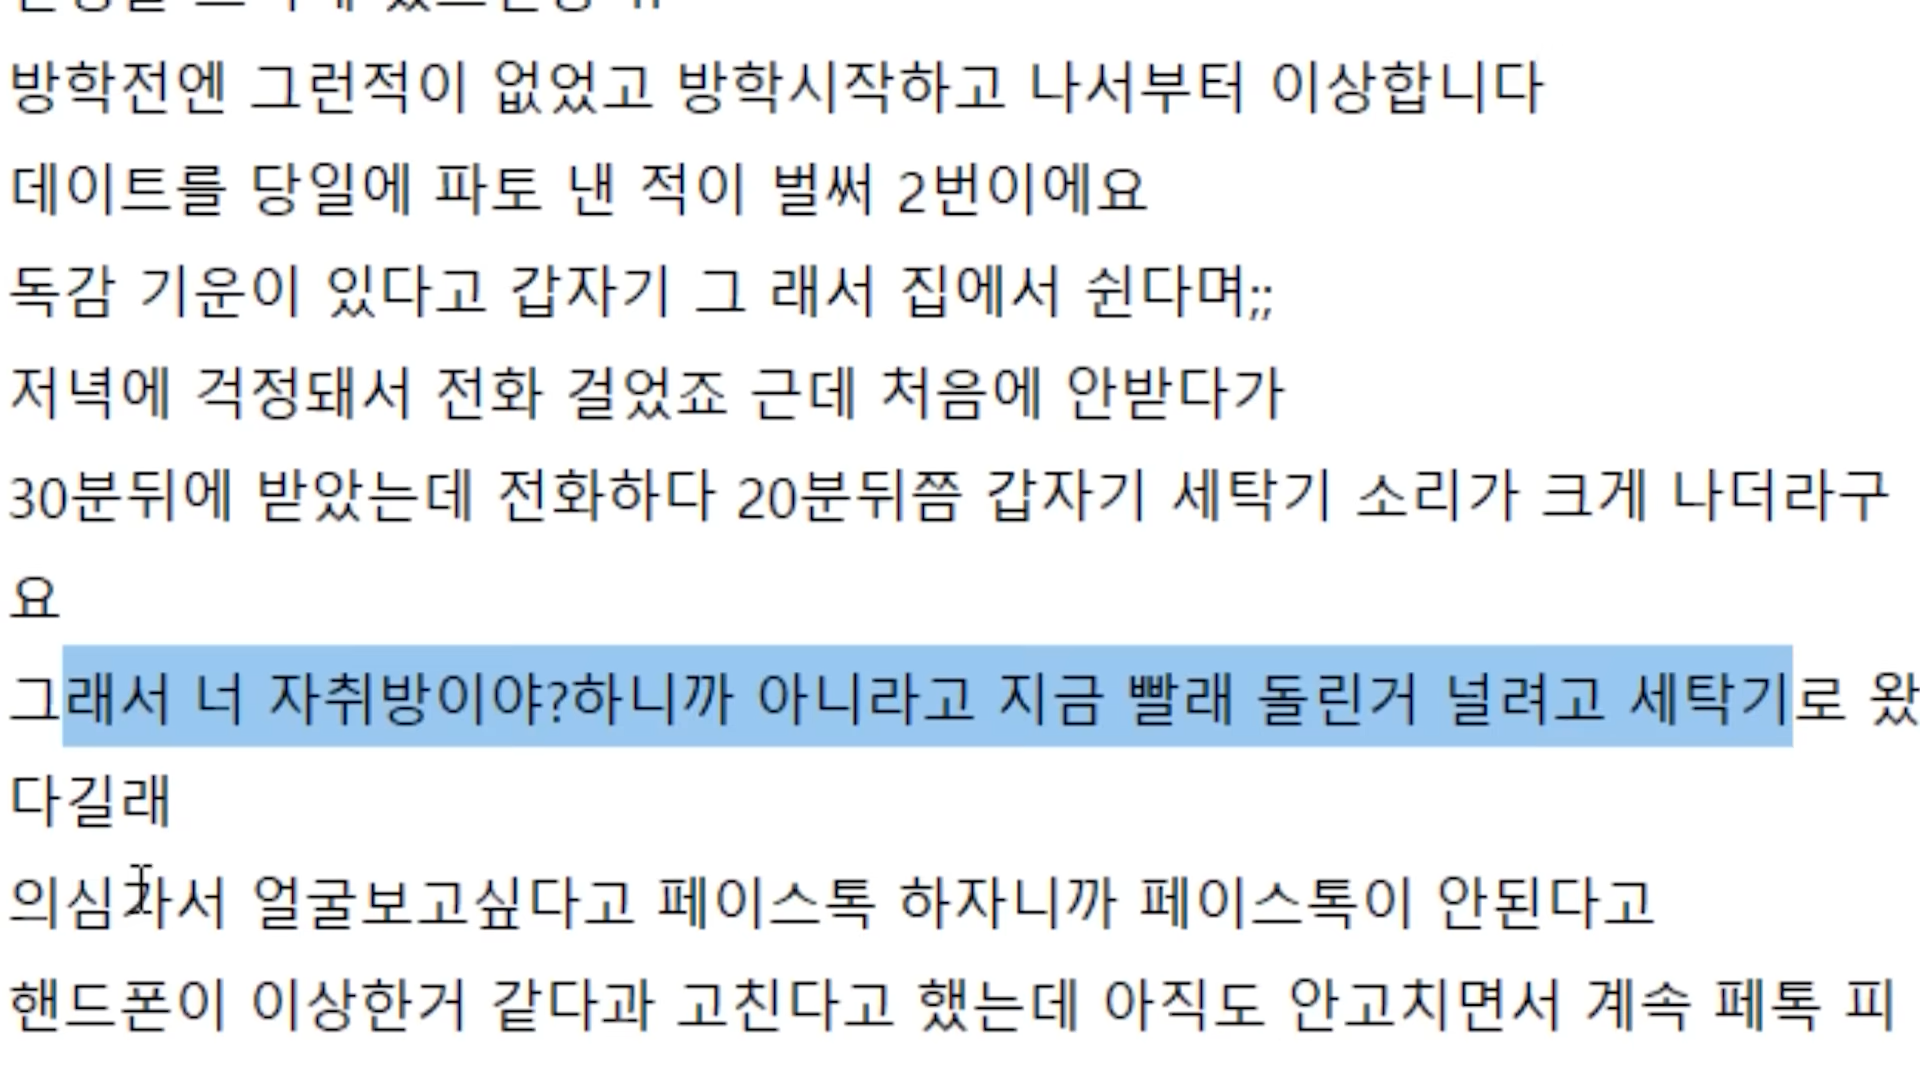 방학전엔 그런적이 없었고 방학시작하고 나서부터 이상합니다
데이트를 당일에 파토 낸 적이 벌써 2번이에요
독감 기운이 있다고 갑자기 그 래서 집에서 쉰다며;;
저녁에 걱정돼서 전화 걸었죠 근데 처음에 안받다가
30분뒤에 받았는데 전화하다 20분뒤쯤 갑자기 세탁기 소리가 크게 나더라구
요
그래서 너 자취방이야?하니까 아니라고 지금 빨래 돌린거 널려고 세탁기로 왔
다길래
의심가서 얼굴보고싶다고 페이스톡 하자니까 페이스톡이 안된다고
핸드폰이 이상한거 같다과 고친다고 했는데 아직도 안고치면서 계속 페톡 피